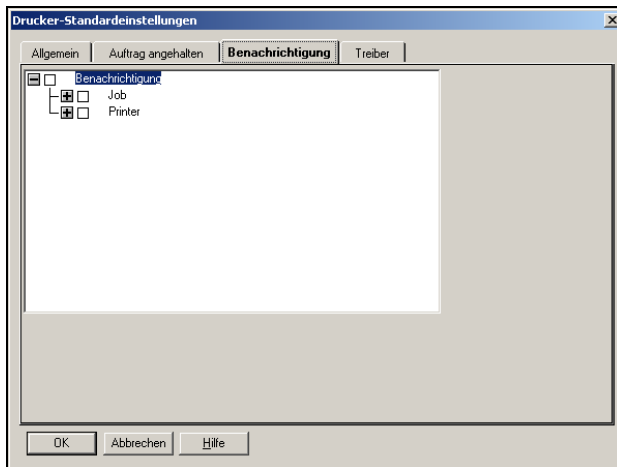 Drucker-Standardeinstellungen
Allgemein Auftrag angehalten Benachrichtigung Treiber
Benachrichtigung
Job
Printer
OK Abbrechen Hilfe